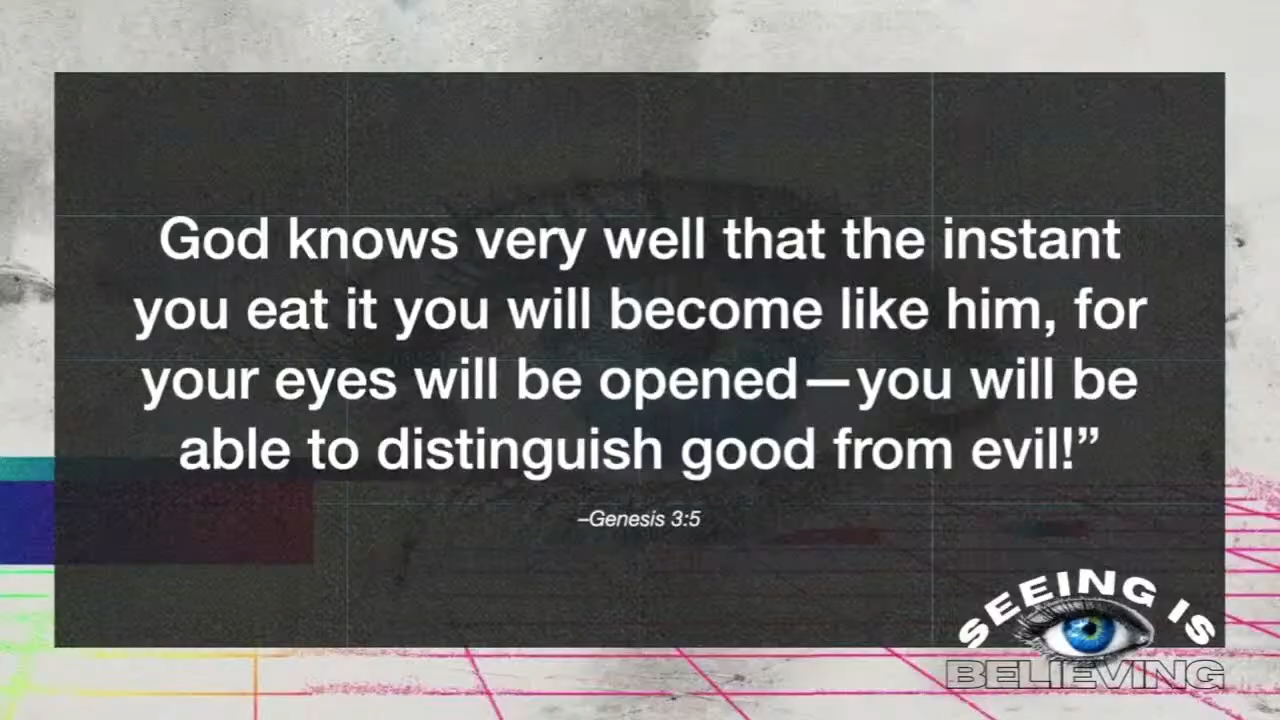 God knows very well that the instant
you eat it you will become like him, for
your eyes will be opened—you will be
able to distinguish good from evil!”
–Genesis 3:5
SEEING IS
BELIEVING